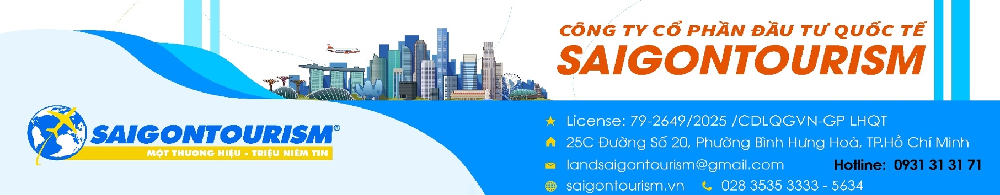 CÔNG TY CỔ PHẦN ĐẦU TƯ QUỐC TẾ
SAIGONTOURISM
SAIGONTOURISM®
MỘT THƯƠNG HIỆU - TRIỆU NIỀM TIN
License: 79-2649/2025 /CDLQGVN-GP LHQT
25C Đường Số 20, Phường Bình Hưng Hoà, TP.Hồ Chí Minh
landsaigontourism@gmail.com Hotline: 0931 31 31 71
saigontourism.vn 028 3535 3333 - 5634